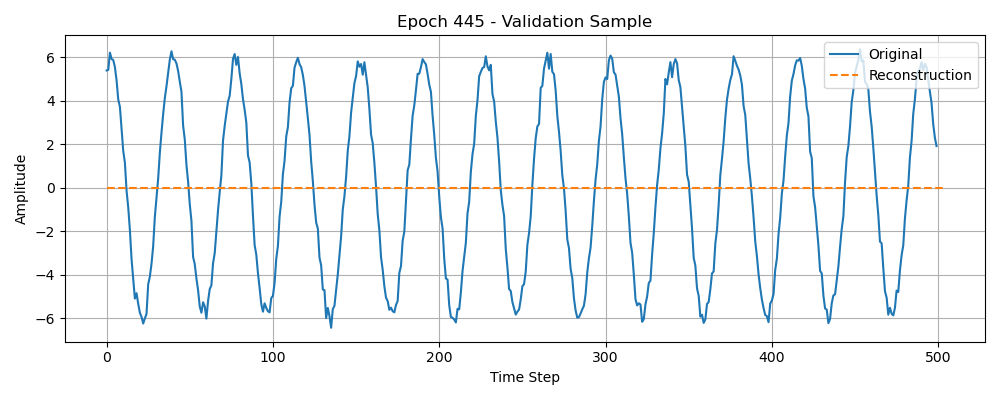 Epoch 445 - Validation Sample
Amplitude
6
4
2
0
−2
−4
−6
Original
Reconstruction
0 100 200 300 400 500
Time Step